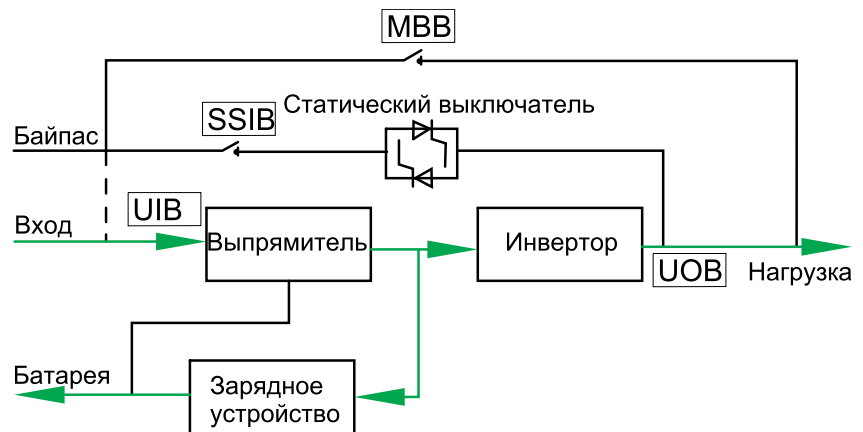 MBB
Статический выключатель
SSIB
Байпас
UIB
Вход
Выпрямитель
Инвертор
UOB
Нагрузка
Батарея
Зарядное
устройство